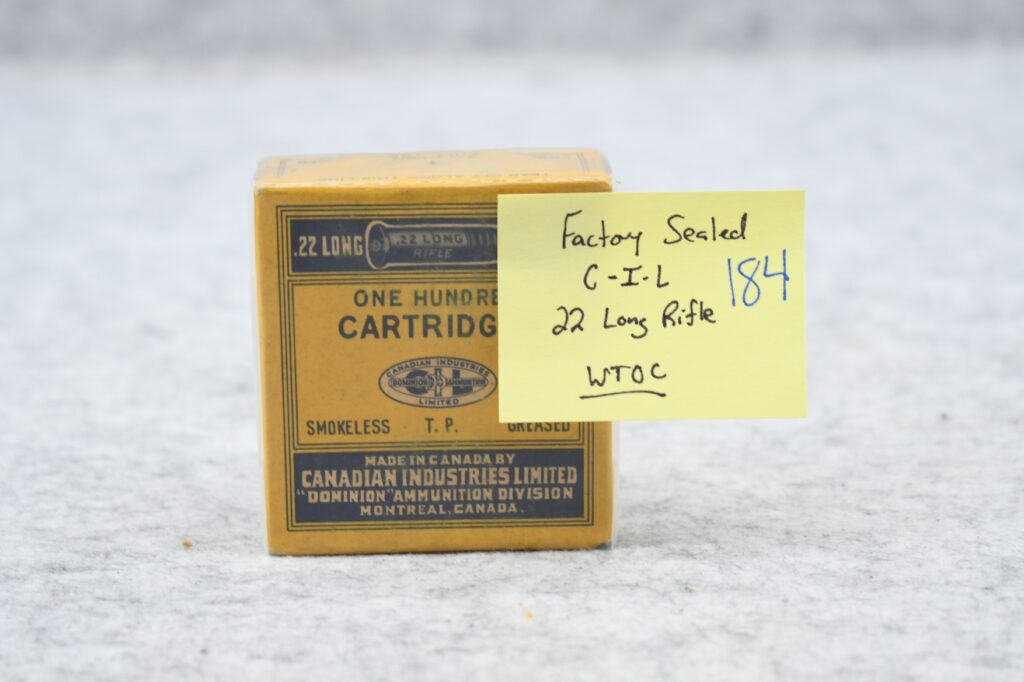 .22 LONG
.22 LONG
RIFLE
ONE HUNDRE
CARTRIDG
CANADIAN INDUSTRIES
DOMINION CIL AMMUNITION
LIMITED
SMOKELESS T. P. GREASED
MADE IN CANADA BY
CANADIAN INDUSTRIES LIMITED
"DOMINION" AMMUNITION DIVISION
MONTREAL, CANADA.
Factory Sealed
C-I-L
22 Long Rifle
WTOC
184